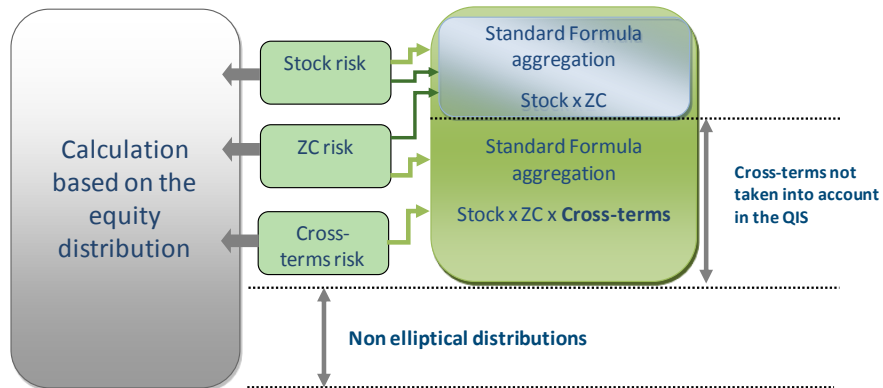 Calculation
based on the
equity
distribution
Stock risk
ZC risk
Cross-
terms risk
Standard Formula
aggregation
Stock x ZC
Standard Formula
aggregation
Stock x ZC x Cross-terms
Cross-terms not
taken into account
in the QIS
Non elliptical distributions